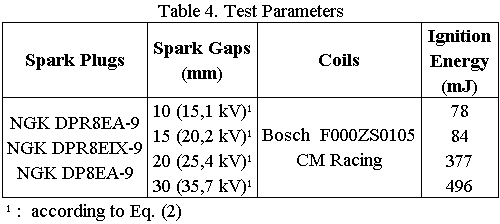 Table 4. Test Parameters
Spark Plugs
Spark Gaps
(mm)
Coils
Ignition
Energy
(mJ)
NGK DPR8EA-9
NGK DPR8EIX-9
NGK DP8EA-9
10 (15,1 kV)¹
15 (20,2 kV)¹
20 (25,4 kV)¹
30 (35,7 kV)¹
Bosch F000ZS0105
CM Racing
78
84
377
496
¹ : according to Eq. (2)